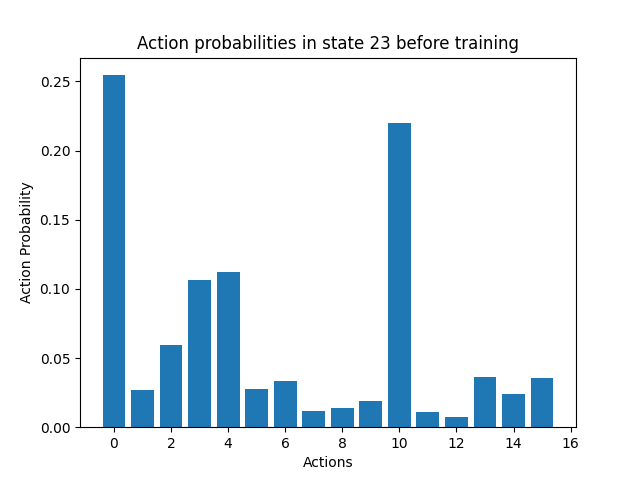 Action probabilities in state 23 before training
0.25
0.20
0.15
0.10
0.05
0.00
Action Probability
0 2 4 6 8 10 12 14 16
Actions